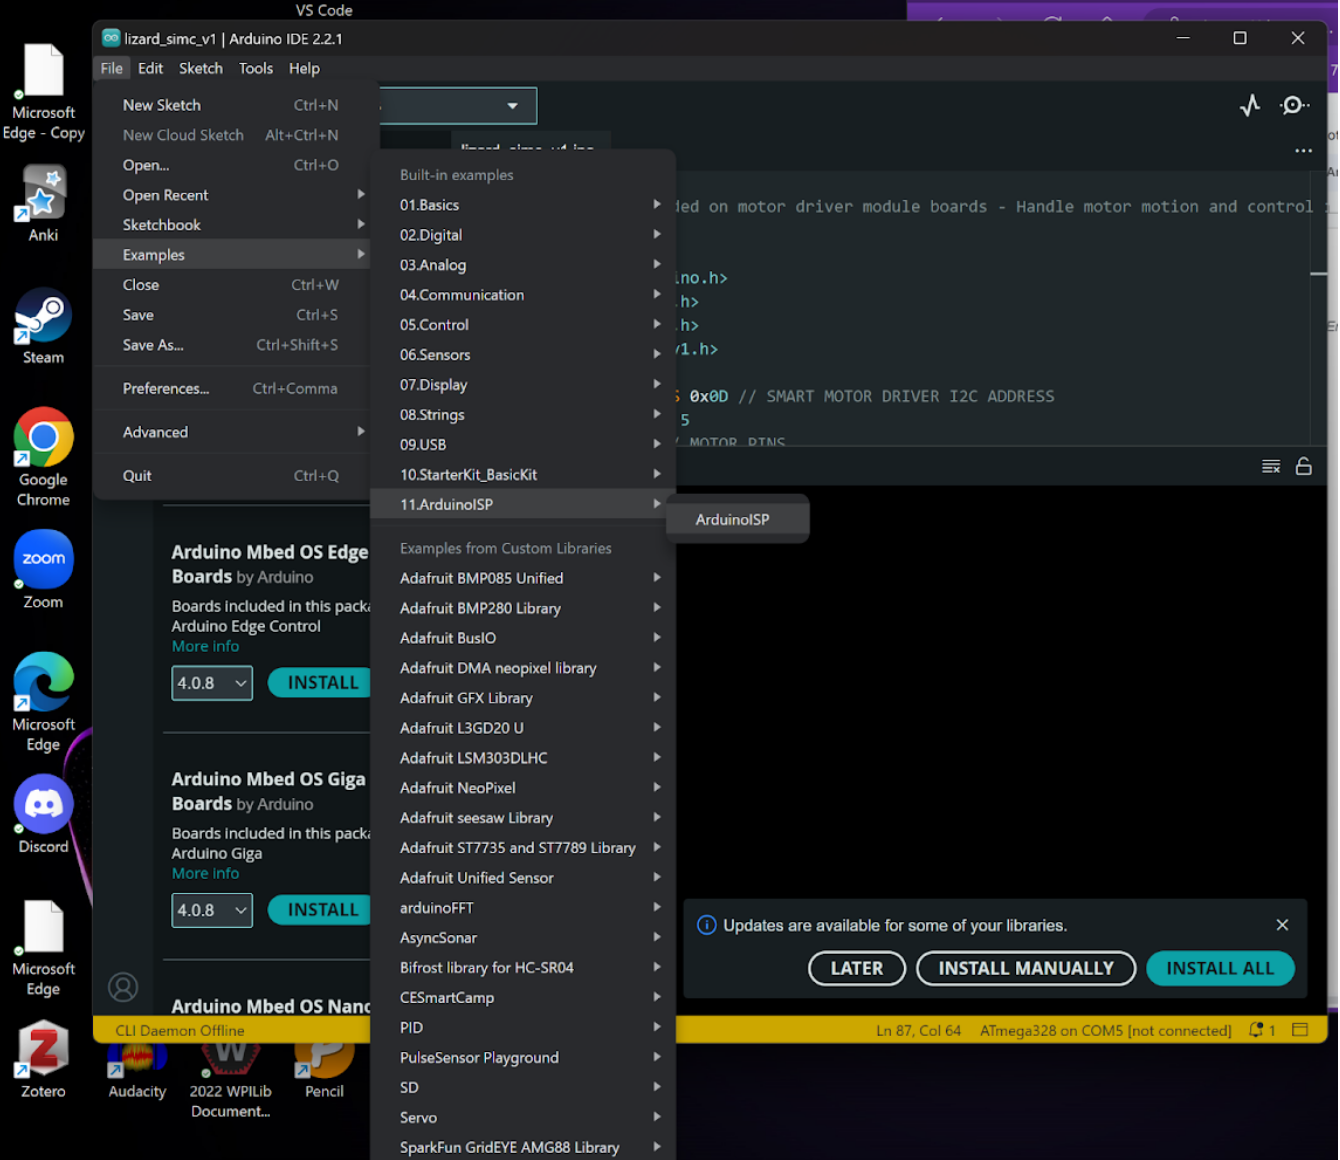 VS Code
lizard_simc_v1 | Arduino IDE 2.2.1
File Edit Sketch Tools Help
New Sketch Ctrl+N
New Cloud Sketch Alt+Ctrl+N
Open... Ctrl+O
Open Recent
Sketchbook
Examples
Close Ctrl+W
Save Ctrl+S
Save As... Ctrl+Shift+S
Preferences... Ctrl+Comma
Advanced
Quit Ctrl+Q
lizard_simc_v1.ino
Built-in examples
01.Basics
02.Digital
03.Analog
04.Communication
05.Control
06.Sensors
07.Display
08.Strings
09.USB
10.StarterKit_BasicKit
11.ArduinoISP
ArduinoISP
Examples from Custom Libraries
Adafruit BMP085 Unified
Adafruit BMP280 Library
Adafruit BusIO
Adafruit DMA neopixel library
Adafruit GFX Library
Adafruit L3GD20 U
Adafruit LSM303DLHC
Adafruit NeoPixel
Adafruit seesaw Library
Adafruit ST7735 and ST7789 Library
Adafruit Unified Sensor
arduinoFFT
AsyncSonar
Bifrost library for HC-SR04
CESmartCamp
PID
PulseSensor Playground
SD
Servo
SparkFun GridEYE AMG88 Library
ded on motor driver module boards - Handle motor motion and control
ino.h>
.h>
.h>
v1.h>
S 0x0D // SMART MOTOR DRIVER I2C ADDRESS
5
/ MOTOR PINS
Arduino Mbed OS Edge
Boards by Arduino
Boards included in this packa
Arduino Edge Control
More info
4.0.8 INSTALL
Arduino Mbed OS Giga
Boards by Arduino
Boards included in this packa
Arduino Giga
More info
4.0.8 INSTALL
Arduino Mbed OS Nano
Updates are available for some of your libraries.
LATER INSTALL MANUALLY INSTALL ALL
CLI Daemon Offline
Ln 87, Col 64 ATmega328 on COM5 [not connected] 1
Microsoft
Edge - Copy
Anki
Steam
Google
Chrome
zoom
Zoom
Microsoft
Edge
Discord
Microsoft
Edge
Zotero
Audacity
2022 WPILib
Document...
Pencil